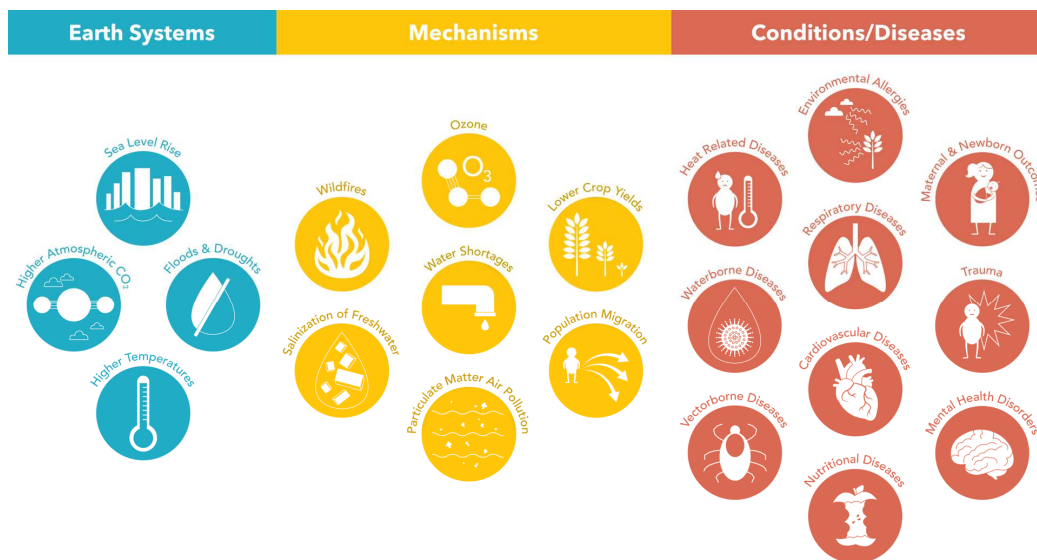 Earth Systems
Mechanisms
Conditions/Diseases
Sea Level Rise
Higher Atmospheric CO₂
Floods & Droughts
Higher Temperatures
Ozone
O₃
Wildfires
Lower Crop Yields
Water Shortages
Salinization of Freshwater
Population Migration
Particulate Matter Air Pollution
Environmental Allergies
Heat Related Diseases
Maternal & Newborn Outcomes
Respiratory Diseases
Waterborne Diseases
Trauma
Cardiovascular Diseases
Vectorborne Diseases
Mental Health Disorders
Nutritional Diseases